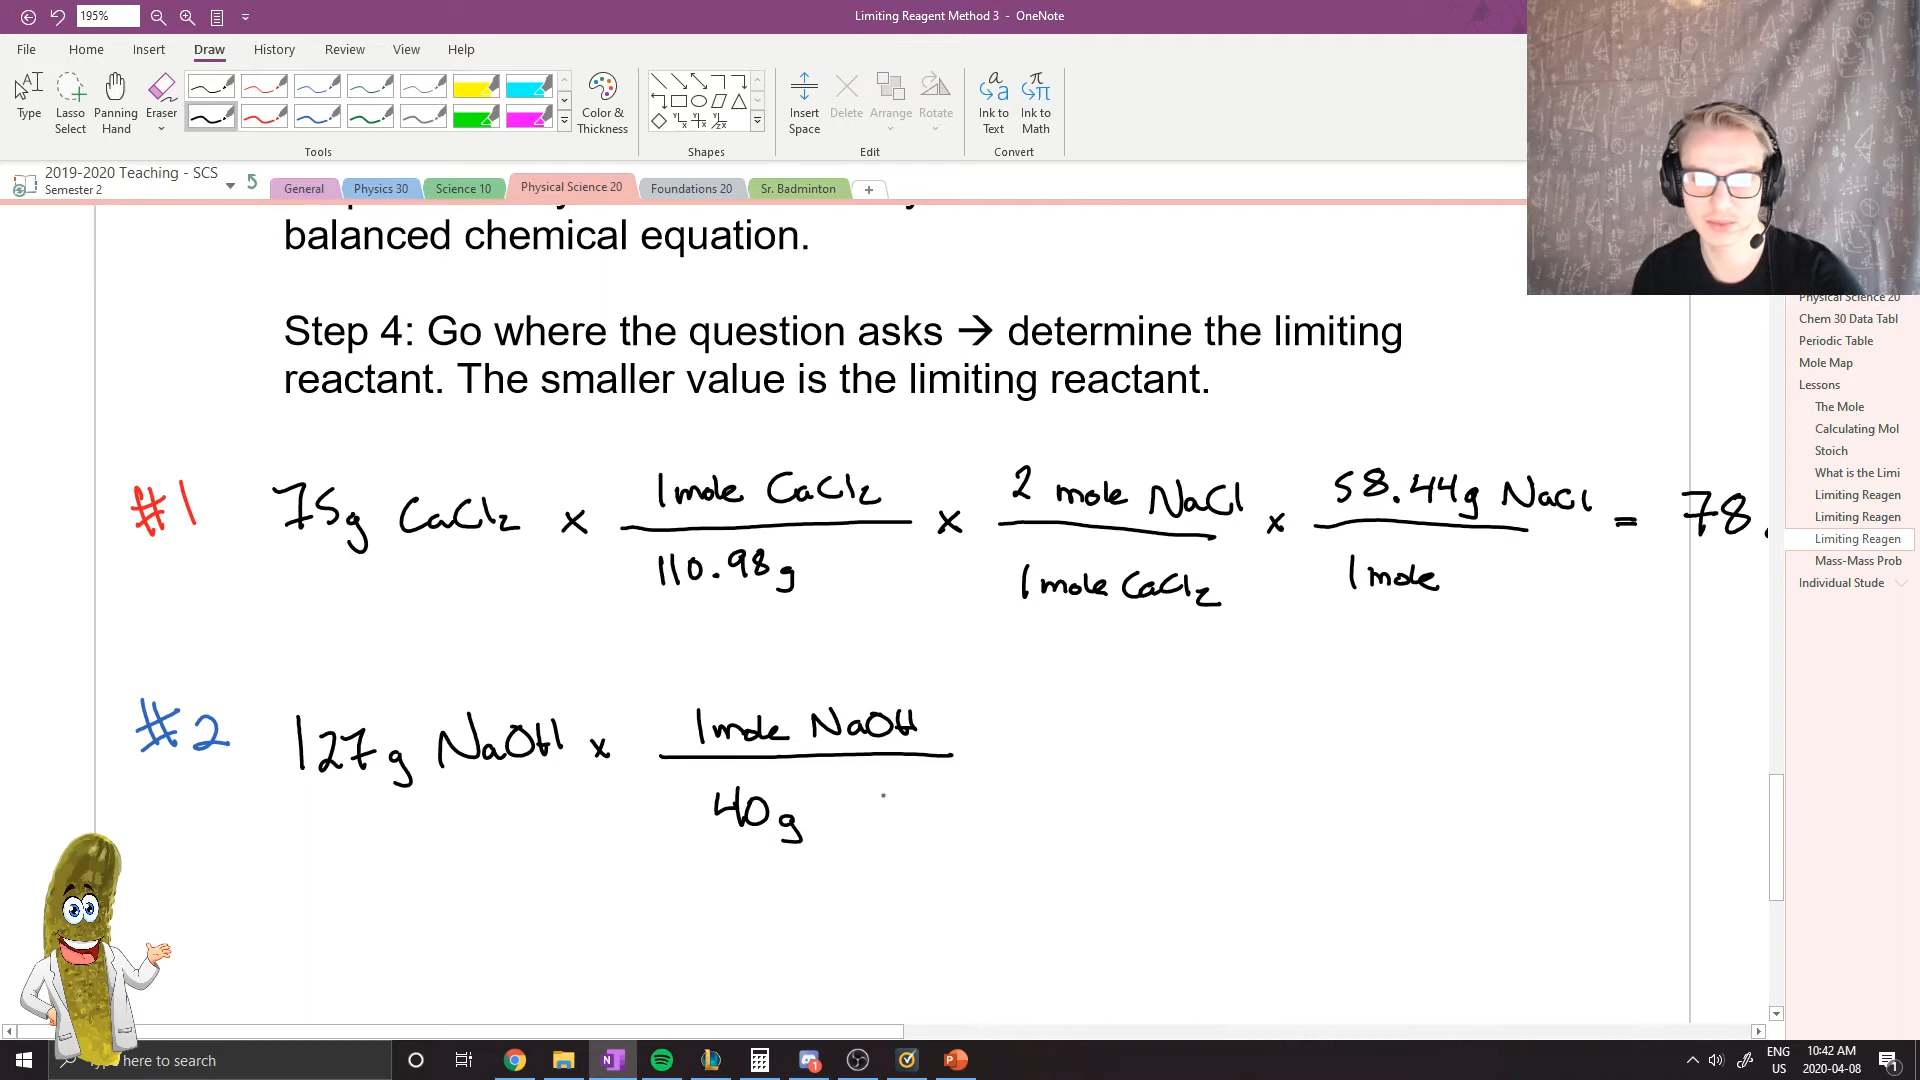 195%
Limiting Reagent Method 3 - OneNote
File Home Insert Draw History Review View Help
Type
Lasso Select
Panning Hand
Eraser
Color & Thickness
Insert Space
Delete
Arrange
Rotate
Ink to Text
Ink to Math
Tools
Shapes
Edit
Convert
2019-2020 Teaching - SCS
Semester 2
General Physics 30 Science 10 Physical Science 20 Foundations 20 Sr. Badminton +
balanced chemical equation.
Step 4: Go where the question asks → determine the limiting
reactant. The smaller value is the limiting reactant.
#1 75g CaCl2 x 1 mole CaCl2 / 110.98g x 2 mole NaCl / 1 mole CaCl2 x 58.44g NaCl / 1 mole = 78.
#2 127g NaOH x 1 mole NaOH / 40g
Physical Science 20
Chem 30 Data Tabl
Periodic Table
Mole Map
Lessons
The Mole
Calculating Mol
Stoich
What is the Limi
Limiting Reagen
Limiting Reagen
Limiting Reagen
Mass-Mass Prob
Individual Stude
here to search
ENG
US
10:42 AM
2020-04-08
1
1